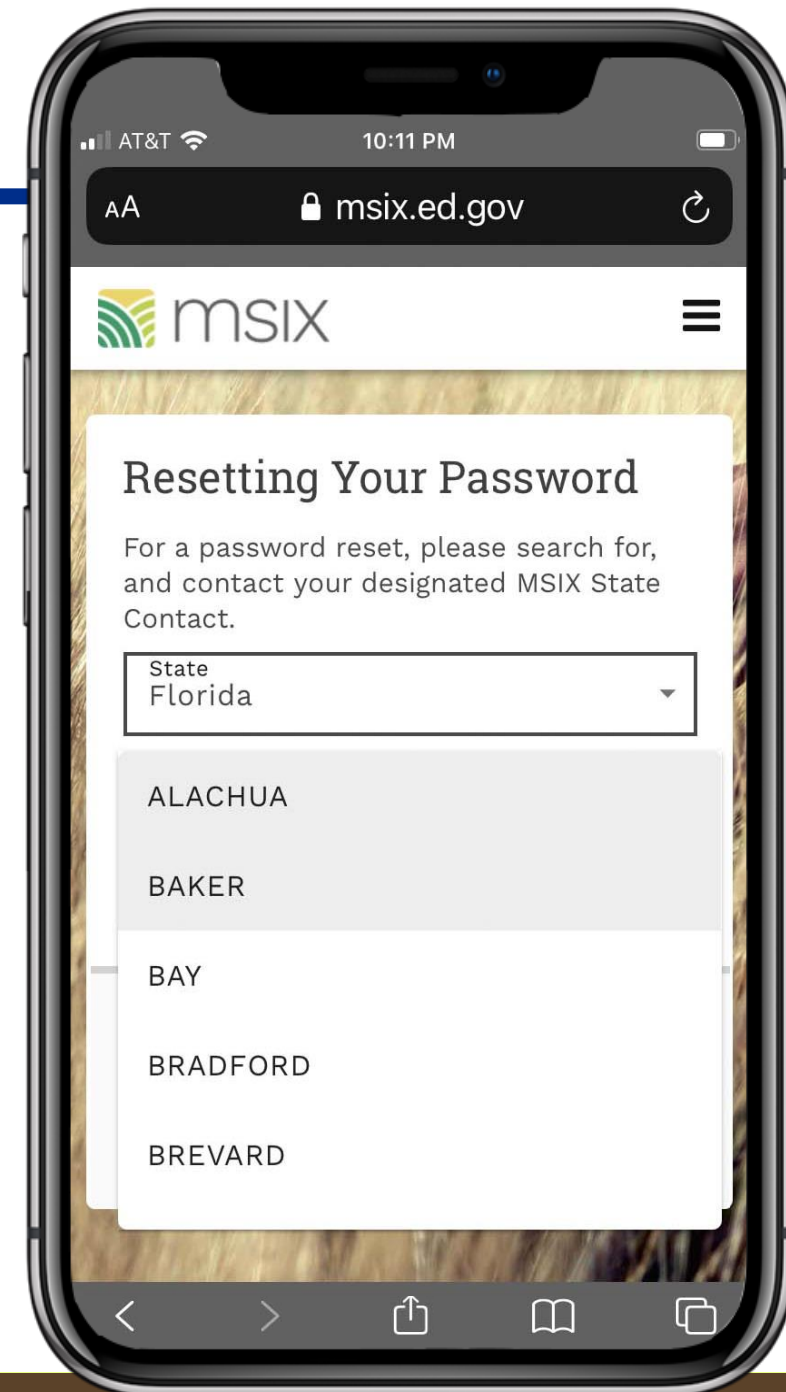 AT&T 10:11 PM
AA msix.ed.gov
msix
Resetting Your Password
For a password reset, please search for,
and contact your designated MSIX State
Contact.
State
Florida
ALACHUA
BAKER
BAY
BRADFORD
BREVARD